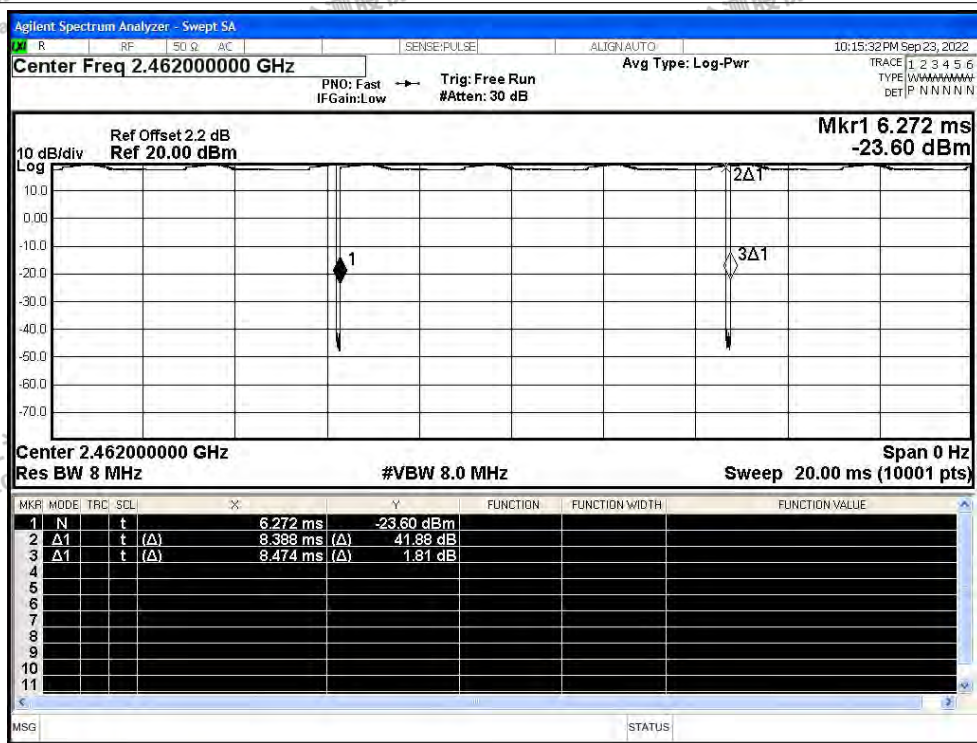 Agilent Spectrum Analyzer - Swept SA
R RF 50 Ω AC SENSE:PULSE ALIGN AUTO 10:15:32 PM Sep 23, 2022
Center Freq 2.462000000 GHz
PNO: Fast
IFGain:Low
Trig: Free Run
#Atten: 30 dB
Avg Type: Log-Pwr
TRACE 1 2 3 4 5 6
TYPE
DET P N N N N N
Mkr1 6.272 ms
-23.60 dBm
Ref Offset 2.2 dB
10 dB/div Ref 20.00 dBm
Log
10.0
0.00
-10.0
-20.0
-30.0
-40.0
-50.0
-60.0
-70.0
2Δ1
1
3Δ1
Center 2.462000000 GHz Span 0 Hz
Res BW 8 MHz #VBW 8.0 MHz Sweep 20.00 ms (10001 pts)
MKR MODE TRC SCL X Y FUNCTION FUNCTION WIDTH FUNCTION VALUE
1 N t 6.272 ms -23.60 dBm
2 Δ1 t (Δ) 8.388 ms (Δ) 41.88 dB
3 Δ1 t (Δ) 8.474 ms (Δ) 1.81 dB
4
5
6
7
8
9
10
11
MSG STATUS